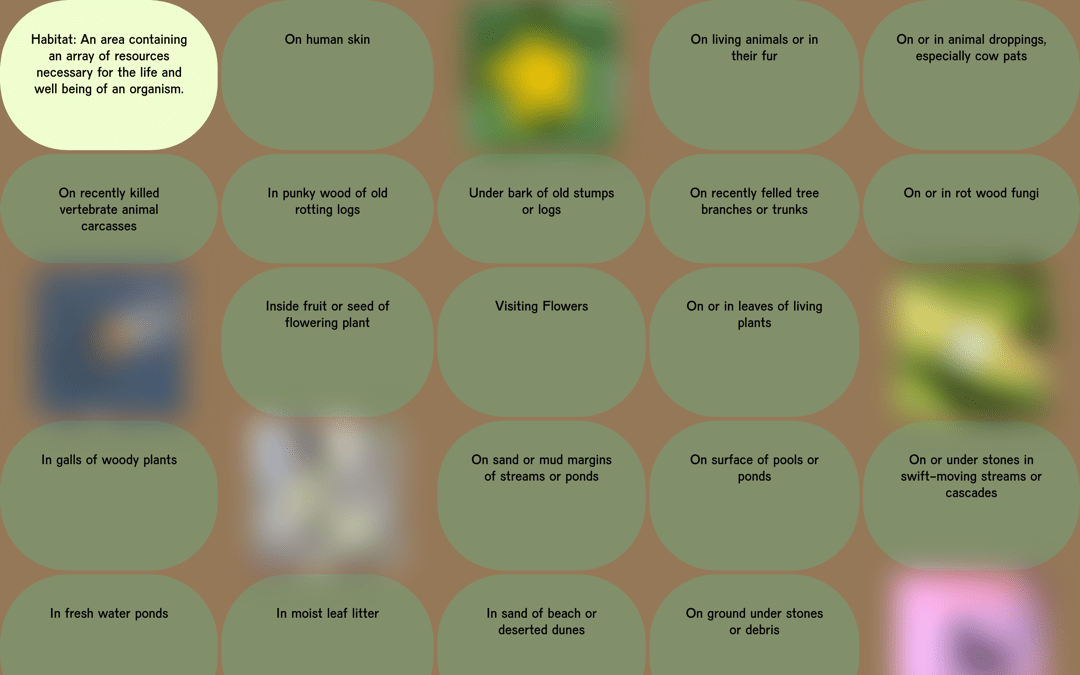 Habitat: An area containing
an array of resources
necessary for the life and
well being of an organism.
On human skin
On living animals or in
their fur
On or in animal droppings,
especially cow pats
On recently killed
vertebrate animal
carcasses
In punky wood of old
rotting logs
Under bark of old stumps
or logs
On recently felled tree
branches or trunks
On or in rot wood fungi
Inside fruit or seed of
flowering plant
Visiting Flowers
On or in leaves of living
plants
In galls of woody plants
On sand or mud margins
of streams or ponds
On surface of pools or
ponds
On or under stones in
swift-moving streams or
cascades
In fresh water ponds
In moist leaf litter
In sand of beach or
deserted dunes
On ground under stones
or debris